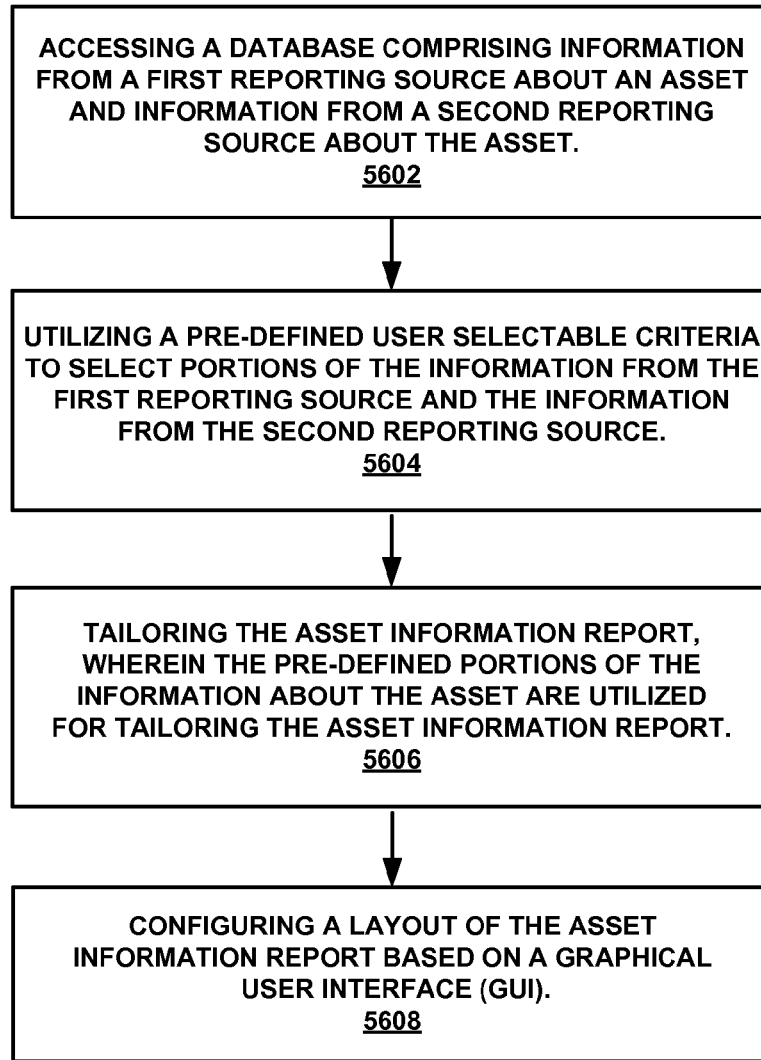 ACCESSING A DATABASE COMPRISING INFORMATION
FROM A FIRST REPORTING SOURCE ABOUT AN ASSET
AND INFORMATION FROM A SECOND REPORTING
SOURCE ABOUT THE ASSET.
5602
UTILIZING A PRE-DEFINED USER SELECTABLE CRITERIA
TO SELECT PORTIONS OF THE INFORMATION FROM THE
FIRST REPORTING SOURCE AND THE INFORMATION
FROM THE SECOND REPORTING SOURCE.
5604
TAILORING THE ASSET INFORMATION REPORT,
WHEREIN THE PRE-DEFINED PORTIONS OF THE
INFORMATION ABOUT THE ASSET ARE UTILIZED
FOR TAILORING THE ASSET INFORMATION REPORT.
5606
CONFIGURING A LAYOUT OF THE ASSET
INFORMATION REPORT BASED ON A GRAPHICAL
USER INTERFACE (GUI).
5608